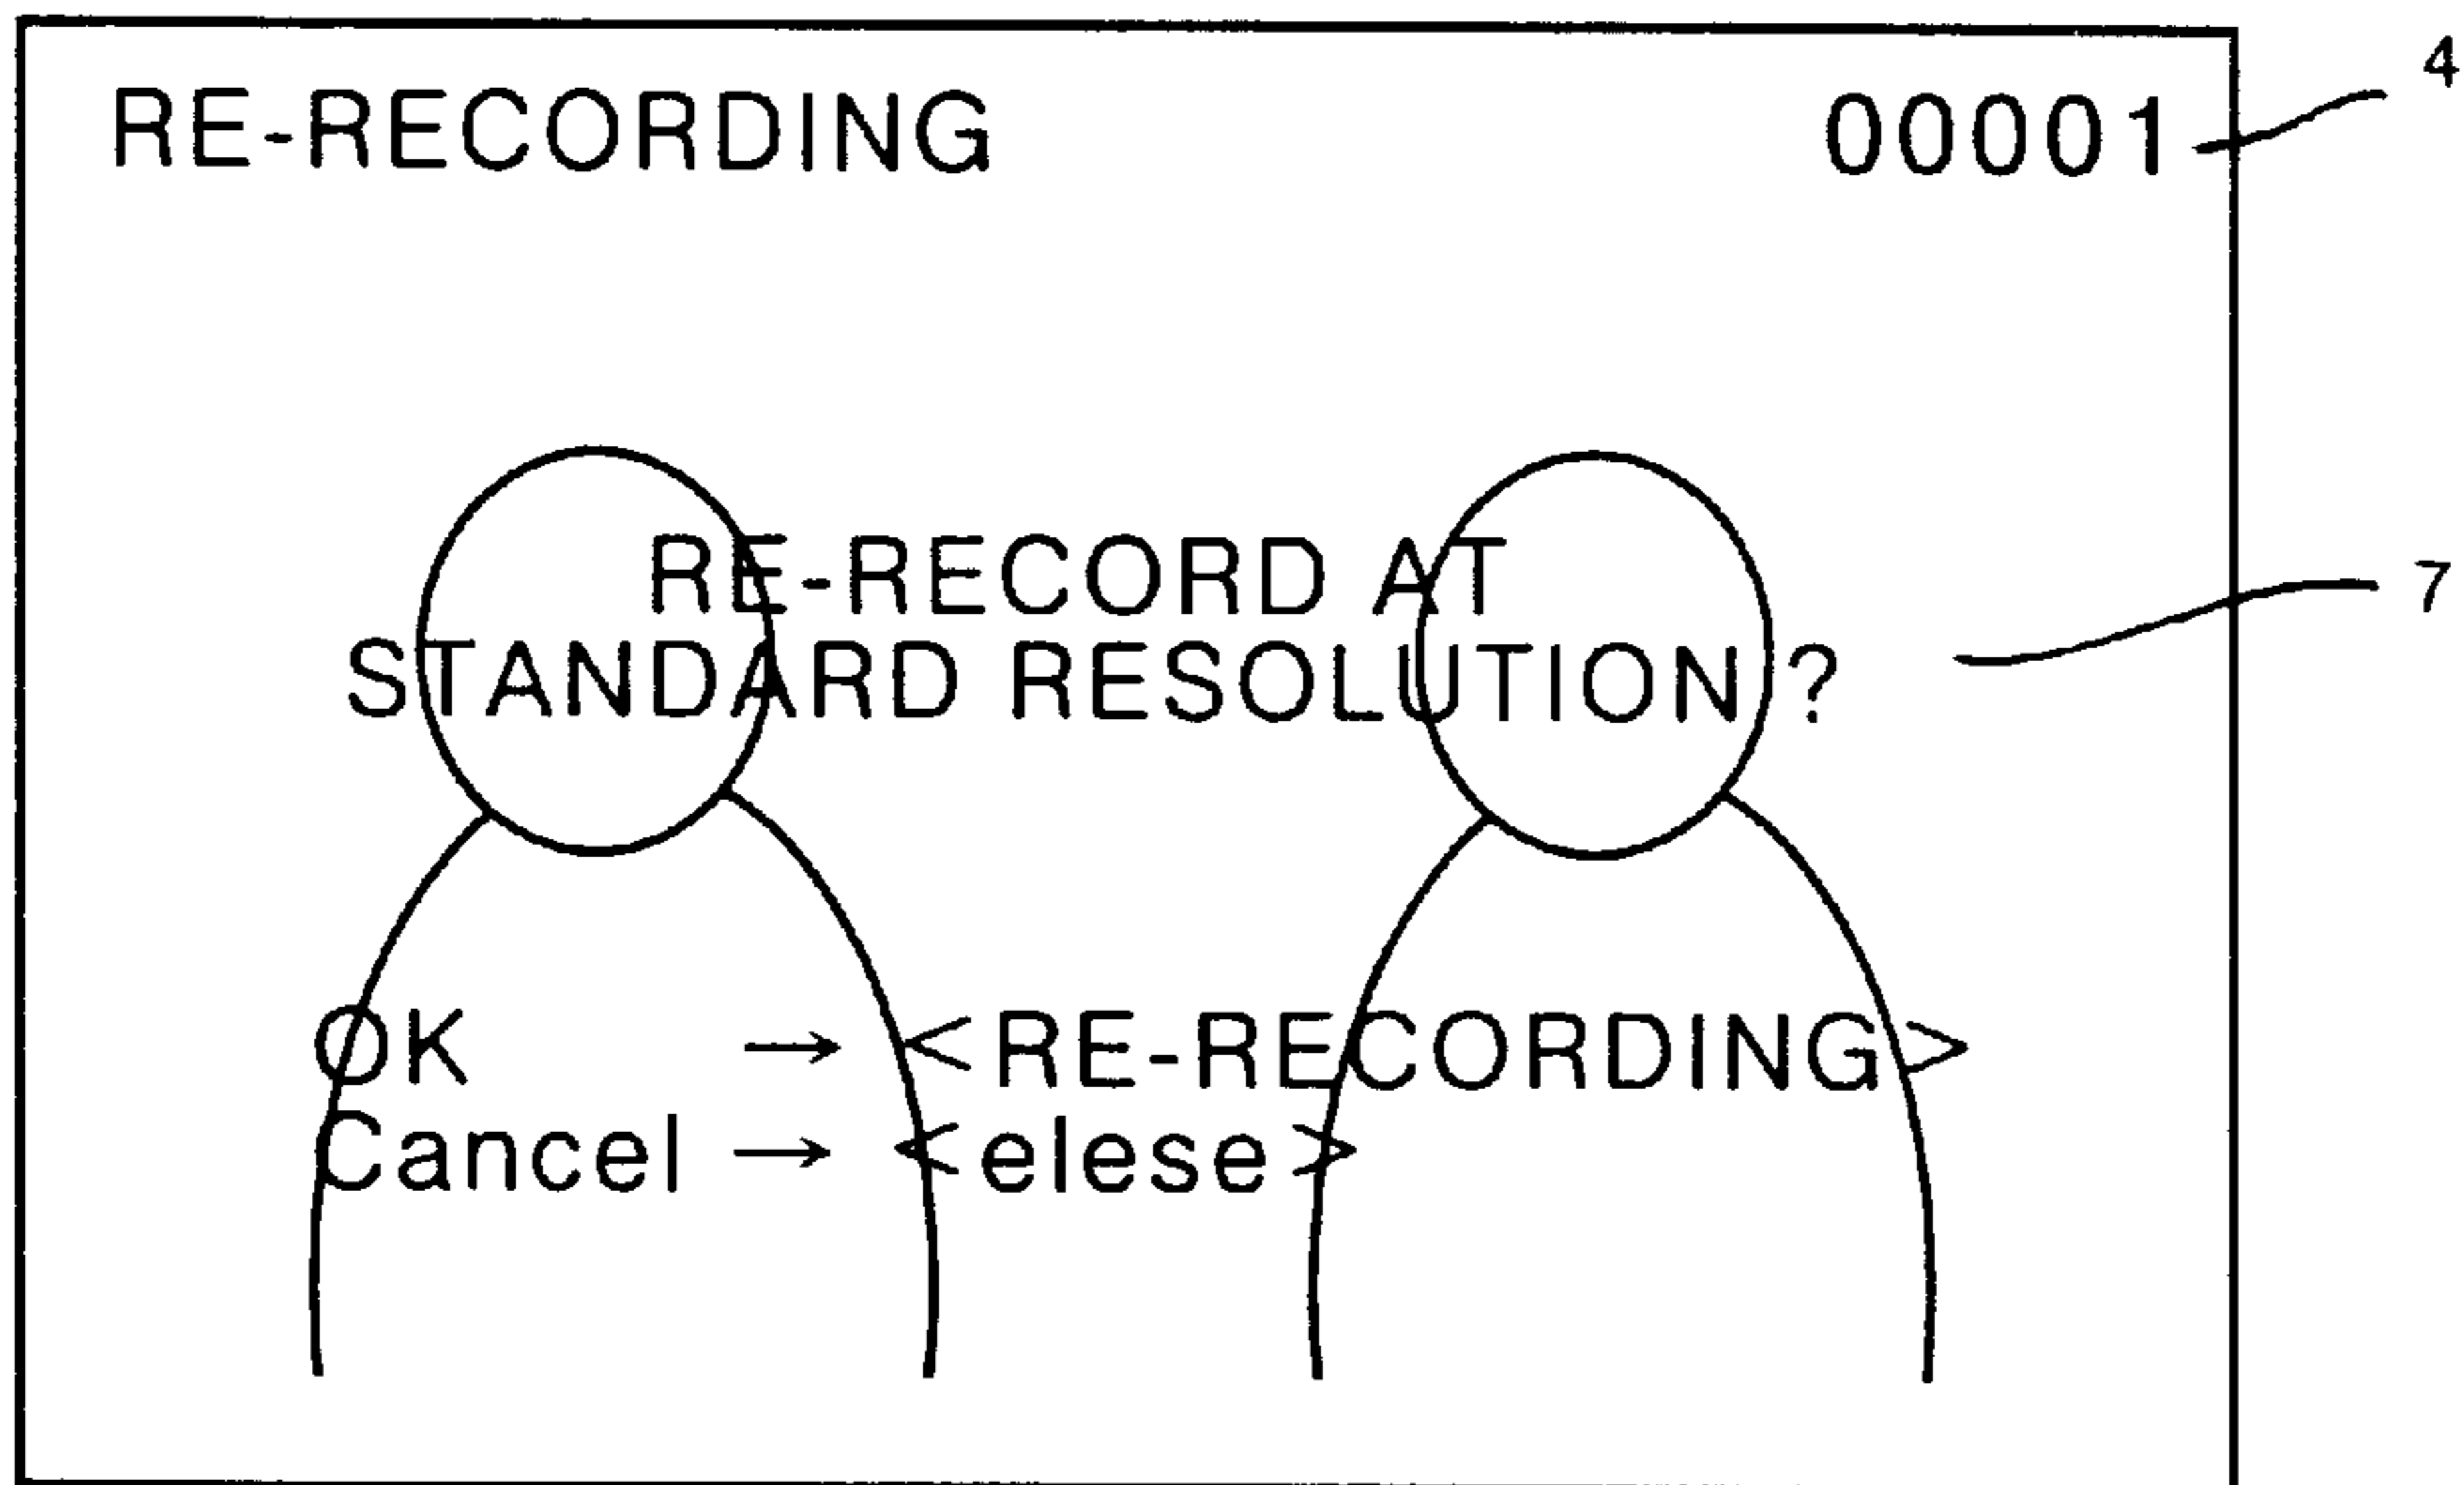 RE-RECORDING 00001 4
RE-RECORD AT
STANDARD RESOLUTION ? 7
OK → <RE-RECORDING>
Cancel → <elese>